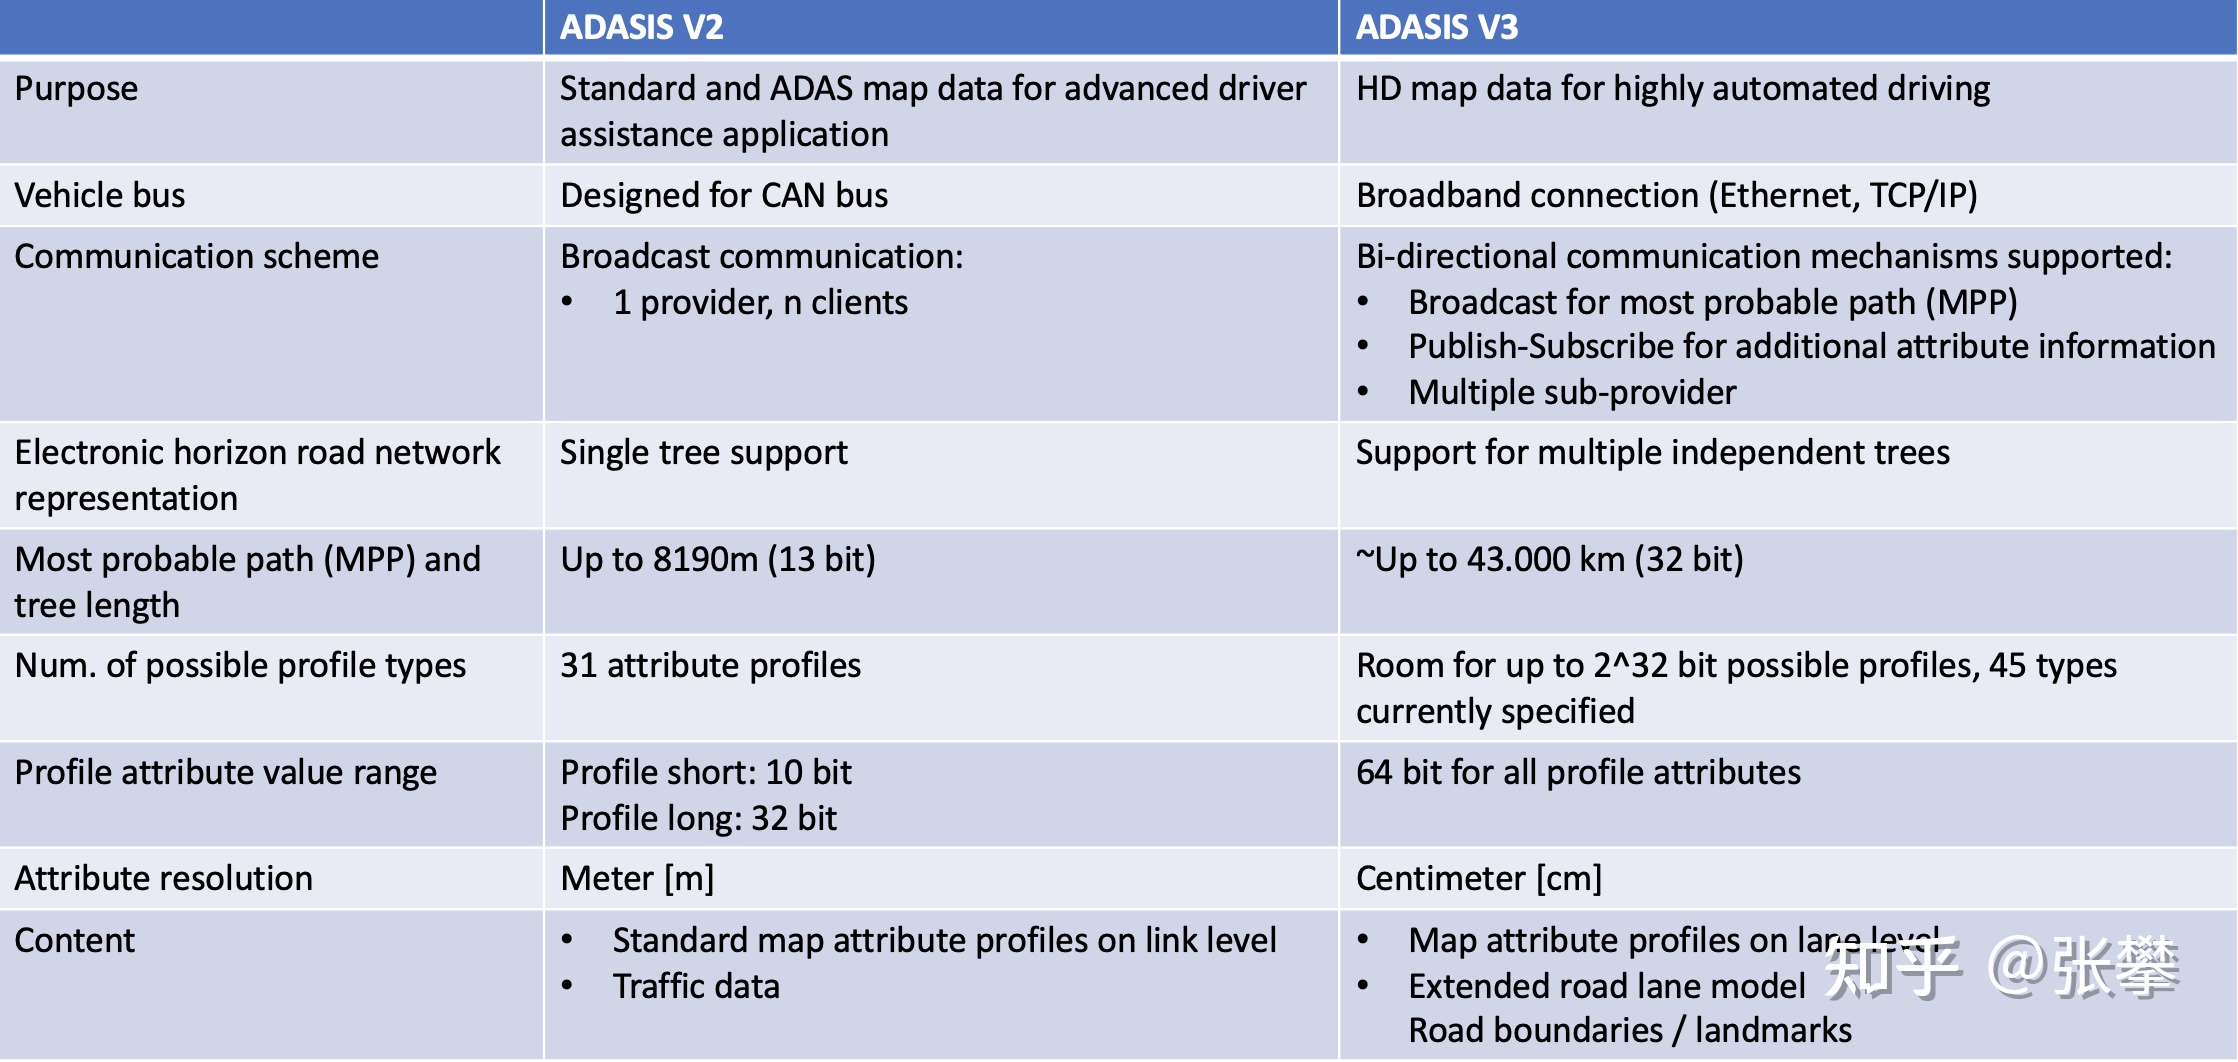 ADASIS V2
ADASIS V3
Purpose
Standard and ADAS map data for advanced driver
assistance application
HD map data for highly automated driving
Vehicle bus
Designed for CAN bus
Broadband connection (Ethernet, TCP/IP)
Communication scheme
Broadcast communication:
• 1 provider, n clients
Bi-directional communication mechanisms supported:
• Broadcast for most probable path (MPP)
• Publish-Subscribe for additional attribute information
• Multiple sub-provider
Electronic horizon road network
representation
Single tree support
Support for multiple independent trees
Most probable path (MPP) and
tree length
Up to 8190m (13 bit)
~Up to 43.000 km (32 bit)
Num. of possible profile types
31 attribute profiles
Room for up to 2^32 bit possible profiles, 45 types
currently specified
Profile attribute value range
Profile short: 10 bit
Profile long: 32 bit
64 bit for all profile attributes
Attribute resolution
Meter [m]
Centimeter [cm]
Content
• Standard map attribute profiles on link level
• Traffic data
• Map attribute profiles on lane level
• Extended road lane model
Road boundaries / landmarks
知乎 @张攀